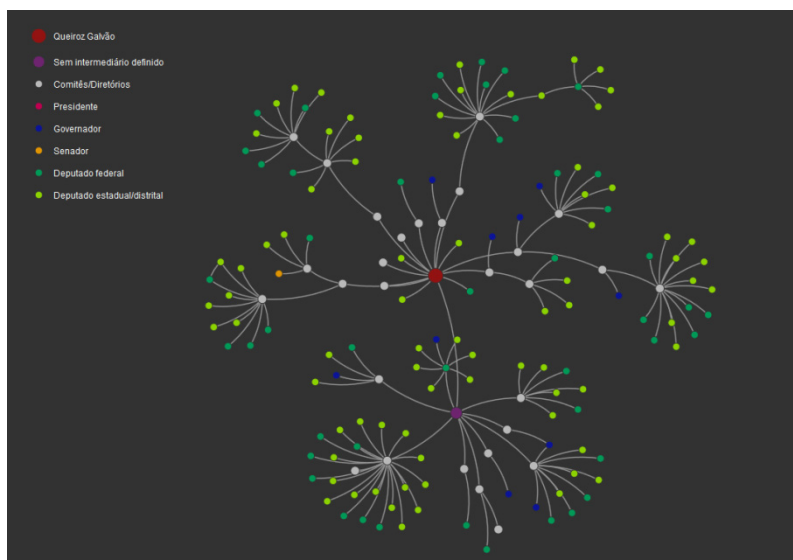 Queiroz Galvão
Sem intermediário definido
Comitês/Diretórios
Presidente
Governador
Senador
Deputado federal
Deputado estadual/distrital